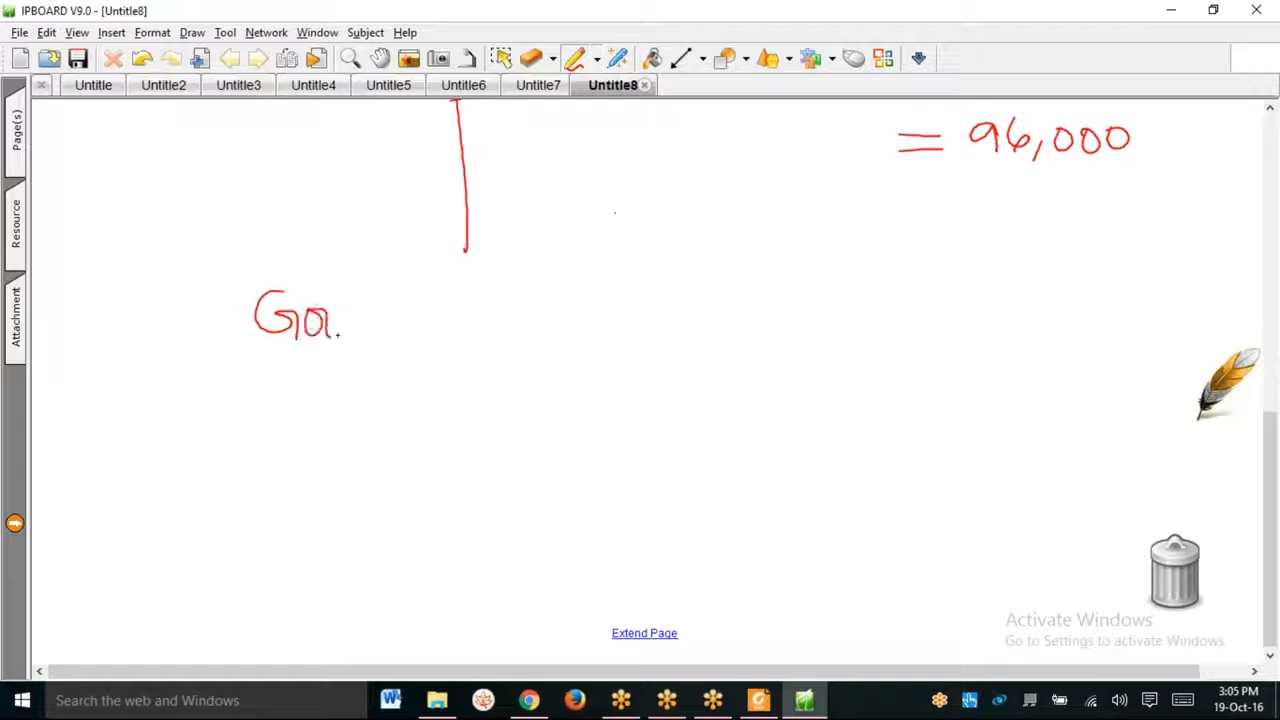 IPBOARD V9.0 - [Untitle8]
File Edit View Insert Format Draw Tool Network Window Subject Help
Untitle Untitle2 Untitle3 Untitle4 Untitle5 Untitle6 Untitle7 Untitle8
Page(s)
Resource
Attachment
= 96,000
Goa
Extend Page
Activate Windows
Go to Settings to activate Windows.
Search the web and Windows
3:05 PM
19-Oct-16